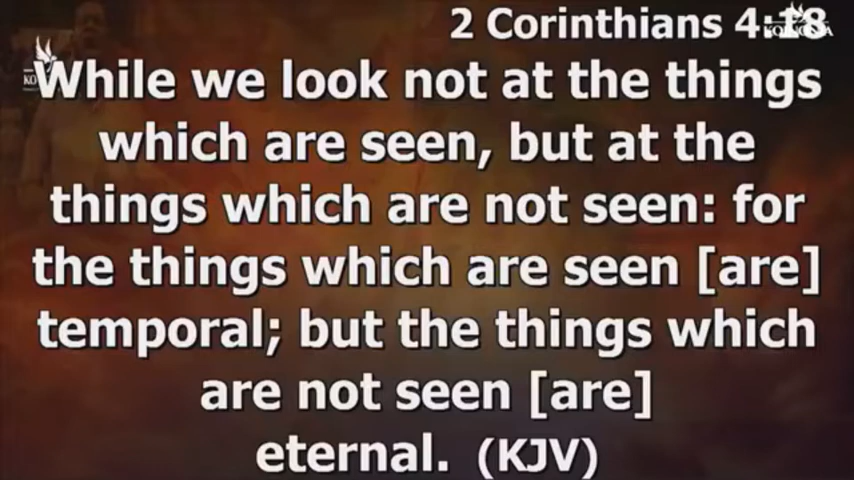 2 Corinthians 4:18
While we look not at the things
which are seen, but at the
things which are not seen: for
the things which are seen [are]
temporal; but the things which
are not seen [are]
eternal. (KJV)